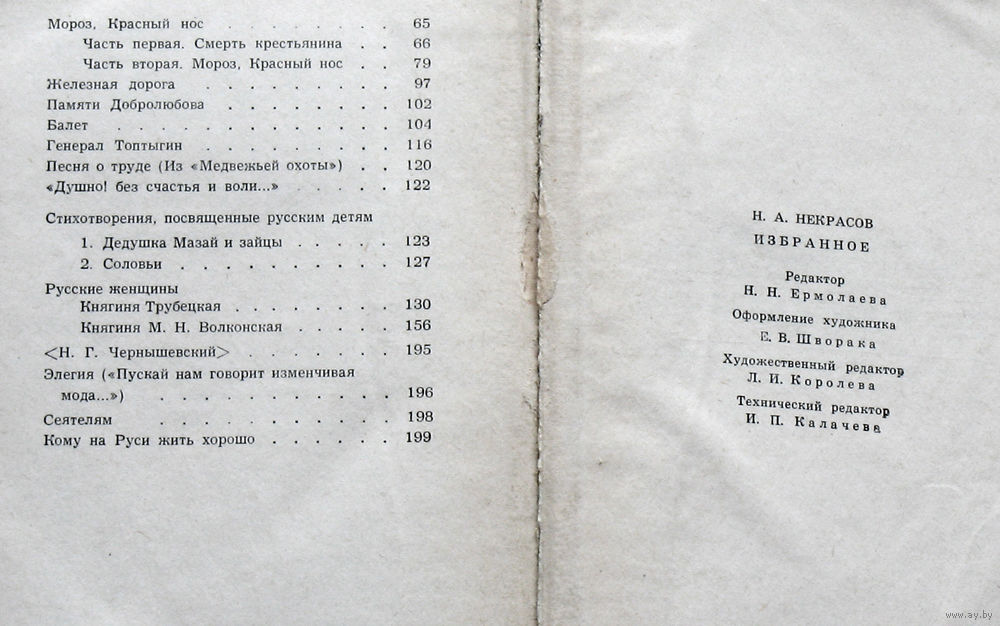 Мороз, Красный нос . . . . . . . 65
Часть первая. Смерть крестьянина . . 66
Часть вторая. Мороз, Красный нос . . 79
Железная дорога . . . . . . . . . 97
Памяти Добролюбова . . . . . . . . 102
Балет . . . . . . . . . . . . . 104
Генерал Топтыгин . . . . . . . . . 116
Песня о труде (Из «Медвежьей охоты») . . 120
«Душно! без счастья и воли...» . . . . . 122
Стихотворения, посвященные русским детям
1. Дедушка Мазай и зайцы . . . . . 123
2. Соловьи . . . . . . . . . . 127
Русские женщины
Княгиня Трубецкая . . . . . . . 130
Княгиня М. Н. Волконская . . . . . 156
<Н. Г. Чернышевский> . . . . . . . 195
Элегия («Пускай нам говорит изменчивая
мода...») . . . . . . . . . . . 196
Сеятелям . . . . . . . . . . . 198
Кому на Руси жить хорошо . . . . . . 199
Н. А. НЕКРАСОВ
ИЗБРАННОЕ
Редактор
Н. Н. Ермолаева
Оформление художника
Е. В. Шворака
Художественный редактор
Л. И. Королева
Технический редактор
И. П. Калачева
www.ay.by